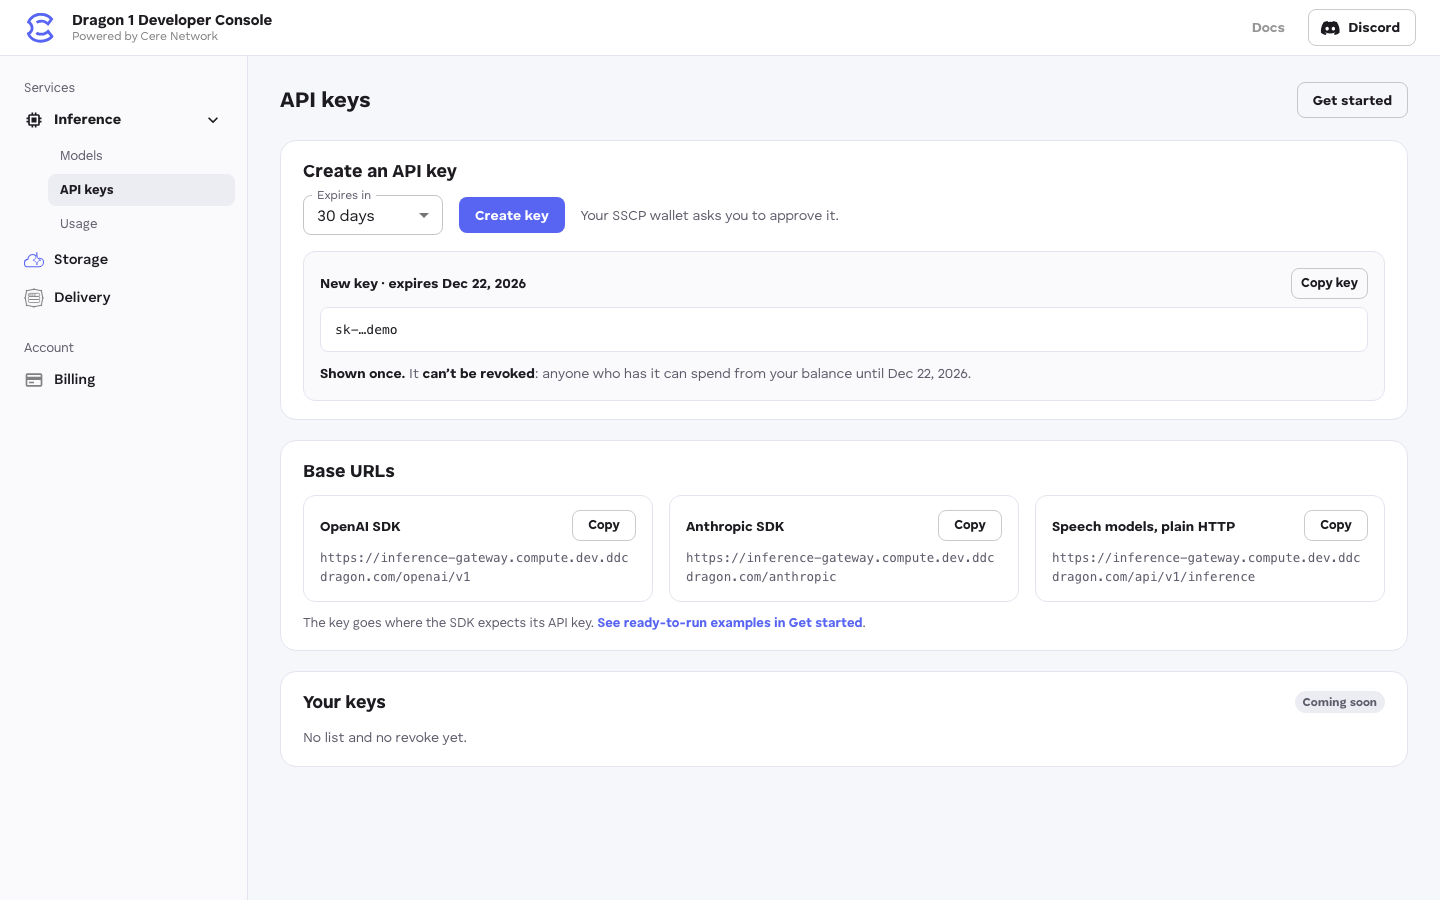 Dragon 1 Developer Console
Powered by Cere Network
Docs
Discord
Services
Inference
Models
API keys
Usage
Storage
Delivery
Account
Billing
API keys
Get started
Create an API key
Expires in
30 days
Create key
Your SSCP wallet asks you to approve it.
New key · expires Dec 22, 2026
Copy key
sk-…demo
Shown once. It can't be revoked: anyone who has it can spend from your balance until Dec 22, 2026.
Base URLs
OpenAI SDK
Copy
https://inference-gateway.compute.dev.ddc
dragon.com/openai/v1
Anthropic SDK
Copy
https://inference-gateway.compute.dev.ddc
dragon.com/anthropic
Speech models, plain HTTP
Copy
https://inference-gateway.compute.dev.ddc
dragon.com/api/v1/inference
The key goes where the SDK expects its API key. See ready-to-run examples in Get started.
Your keys
Coming soon
No list and no revoke yet.